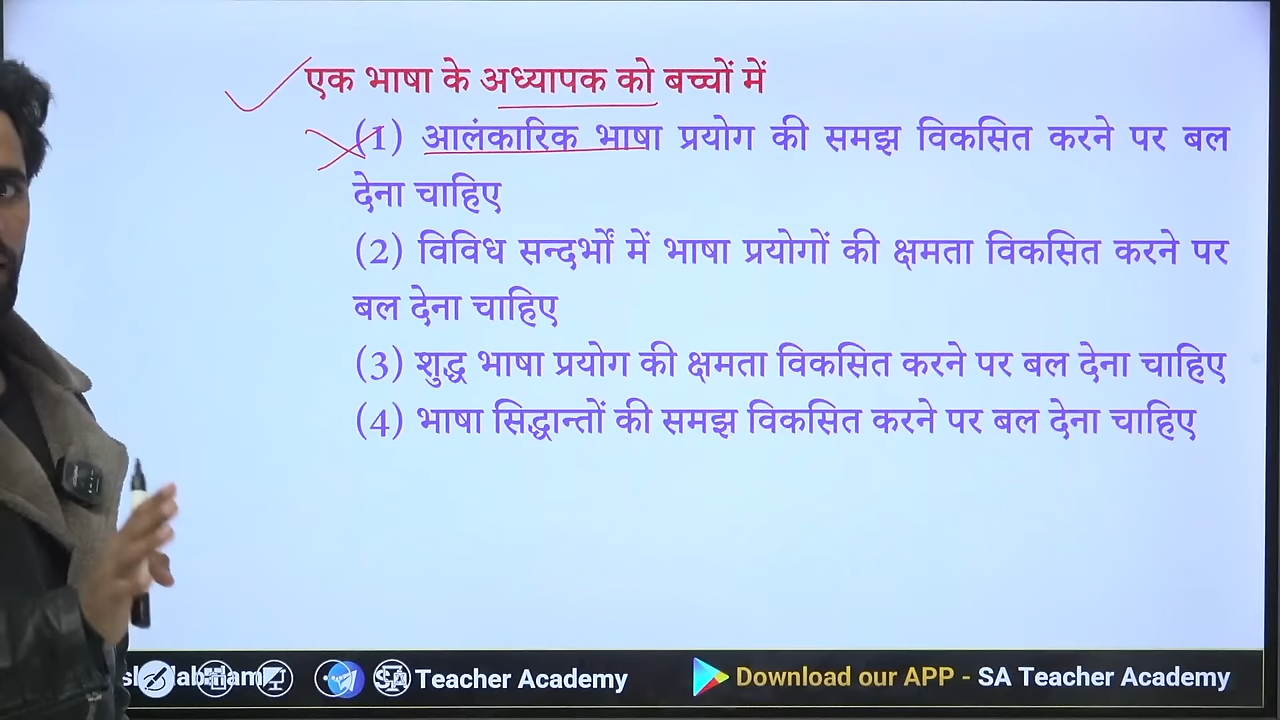 एक भाषा के अध्यापक को बच्चों में
(1) आलंकारिक भाषा प्रयोग की समझ विकसित करने पर बल
देना चाहिए
(2) विविध सन्दर्भों में भाषा प्रयोगों की क्षमता विकसित करने पर
बल देना चाहिए
(3) शुद्ध भाषा प्रयोग की क्षमता विकसित करने पर बल देना चाहिए
(4) भाषा सिद्धान्तों की समझ विकसित करने पर बल देना चाहिए
SA Teacher Academy
Download our APP - SA Teacher Academy